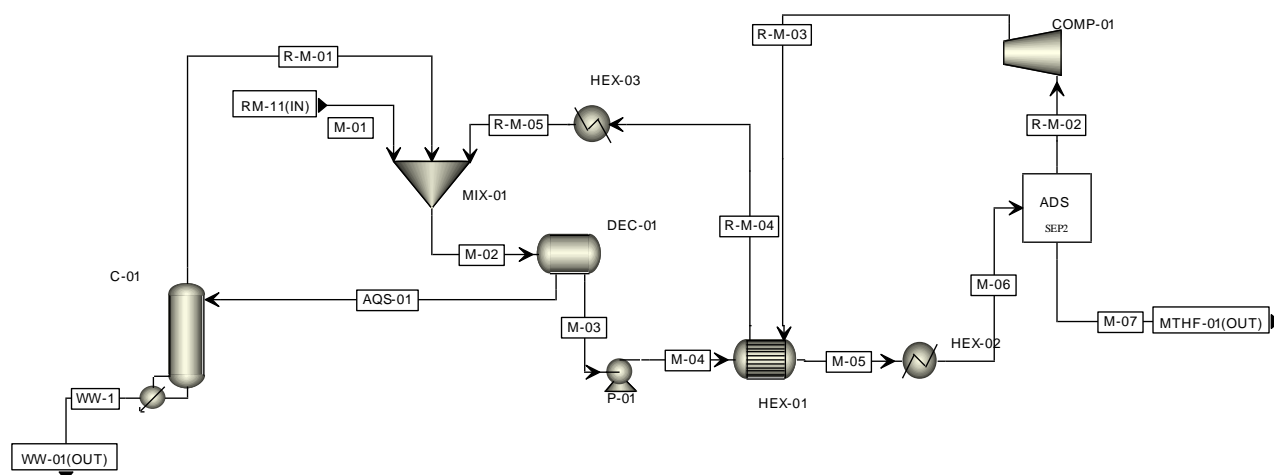 COMP-01
R-M-03
R-M-01
HEX-03
RM-11(IN)
M-01
R-M-05
R-M-02
MIX-01
ADS
SEP2
DEC-01
R-M-04
M-02
C-01
M-06
AQS-01
M-03
M-07
MTHF-01(OUT)
M-04
M-05
HEX-02
P-01
HEX-01
WW-1
WW-01(OUT)